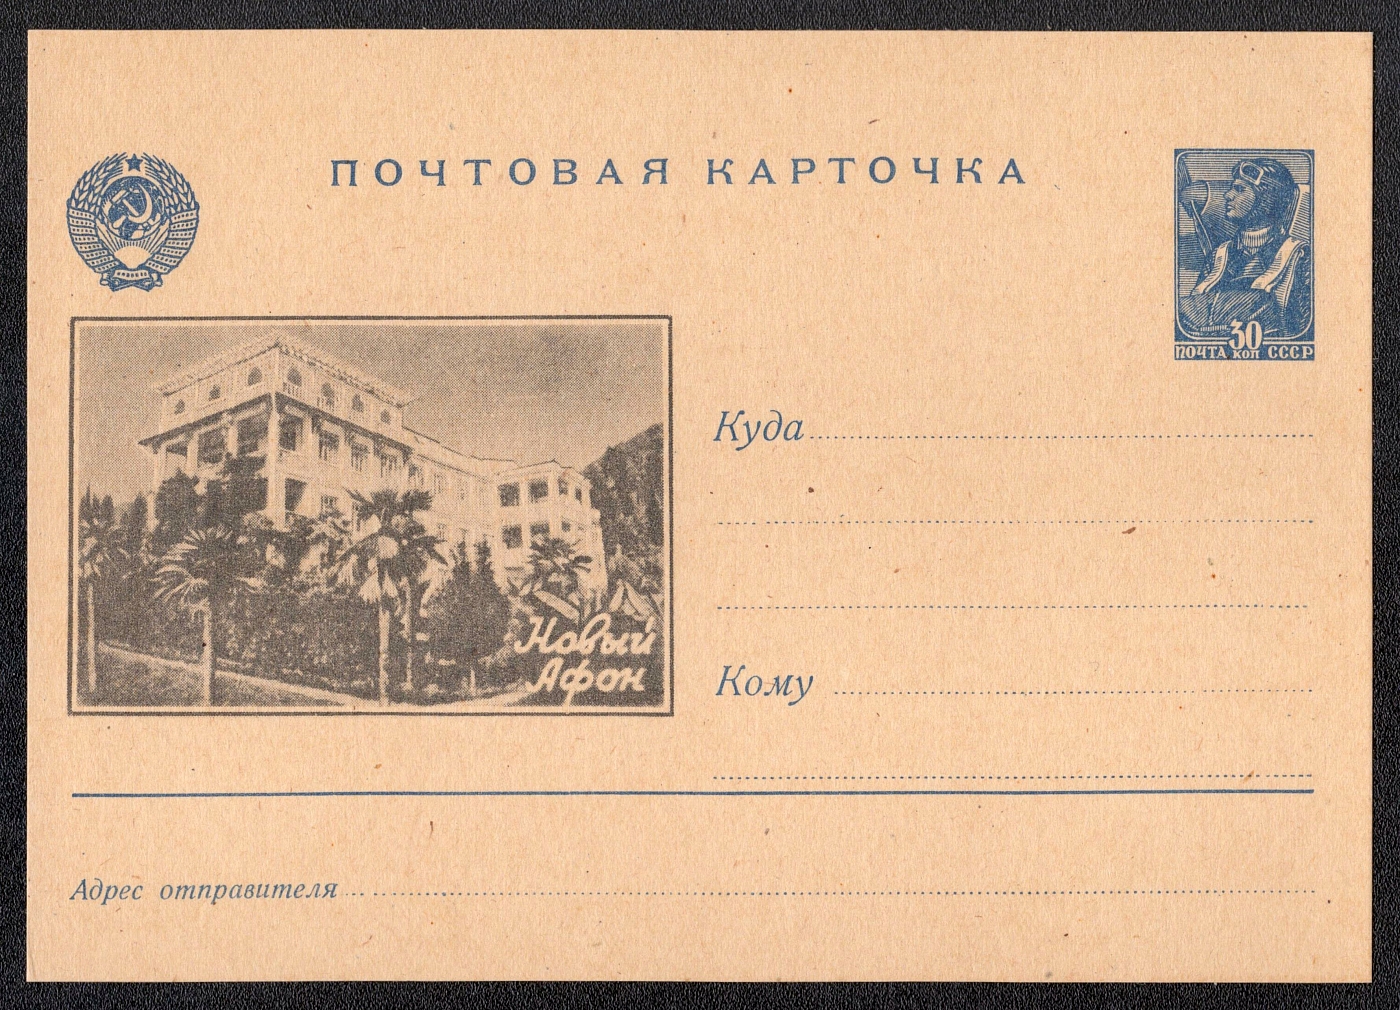 ПОЧТОВАЯ КАРТОЧКА
30
ПОЧТА КОП СССР
Куда
Новый
Афон
Кому
Адрес отправителя